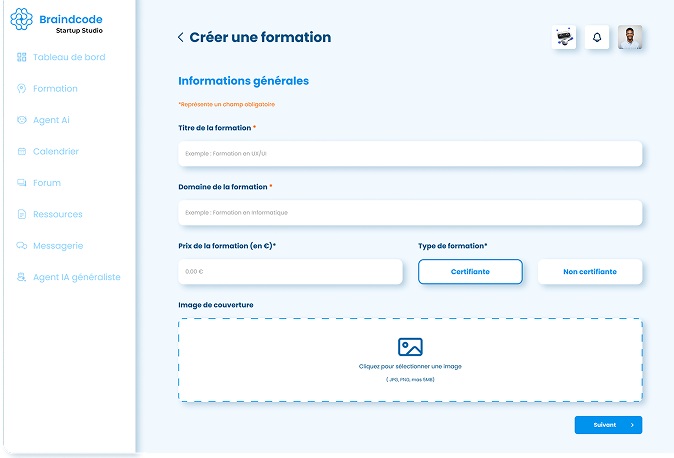 Braindcode
Startup Studio
Tableau de bord
Formation
Agent AI
Calendrier
Forum
Ressources
Messagerie
Agent IA généraliste
Créer une formation
Informations générales
*Représente un champ obligatoire
Titre de la formation *
Exemple : Formation en UX/UI
Domaine de la formation *
Exemple : Formation en Informatique
Prix de la formation (en €)*
Type de formation*
0,00 €
Certifiante
Non certifiante
Image de couverture
Cliquez pour sélectionner une image
( JPG, PNG, max 5MB)
Suivant